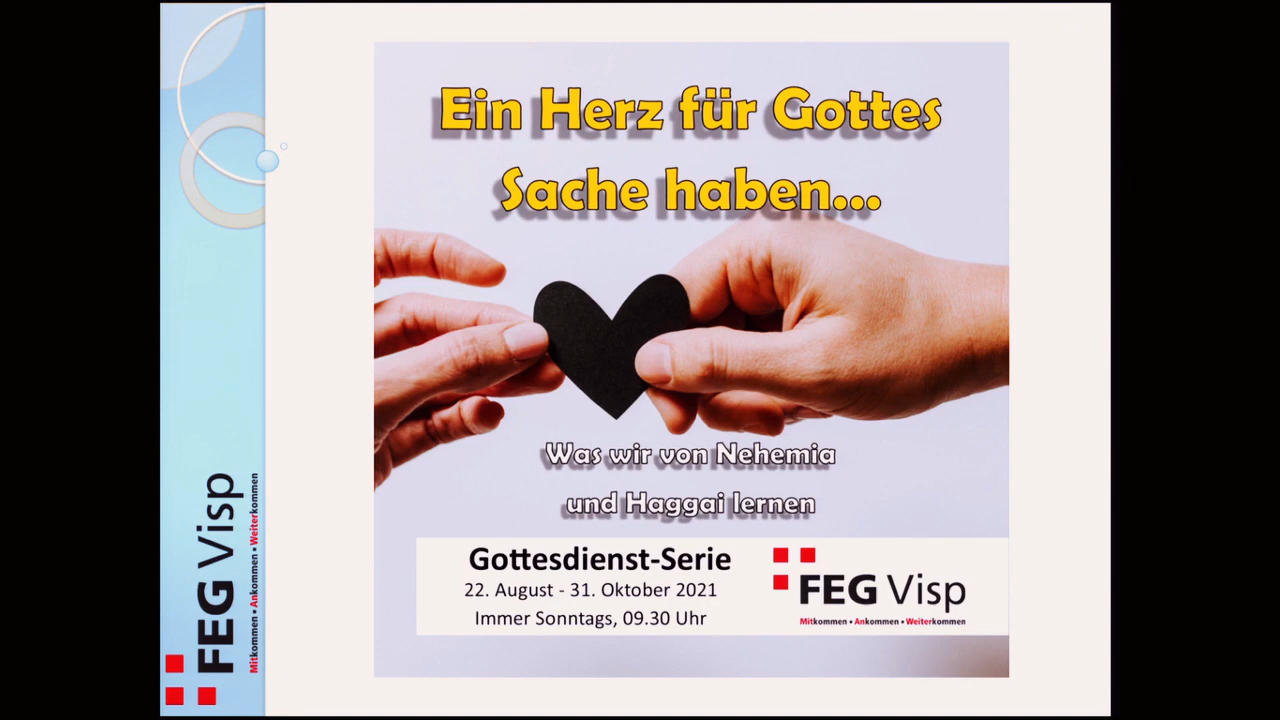 Ein Herz für Gottes
Sache haben...
Was wir von Nehemia
und Haggai lernen
Gottesdienst-Serie
22. August - 31. Oktober 2021
Immer Sonntags, 09.30 Uhr
FEG Visp
Mitkommen • Ankommen • Weiterkommen
FEG Visp
Mitkommen • Ankommen • Weiterkommen